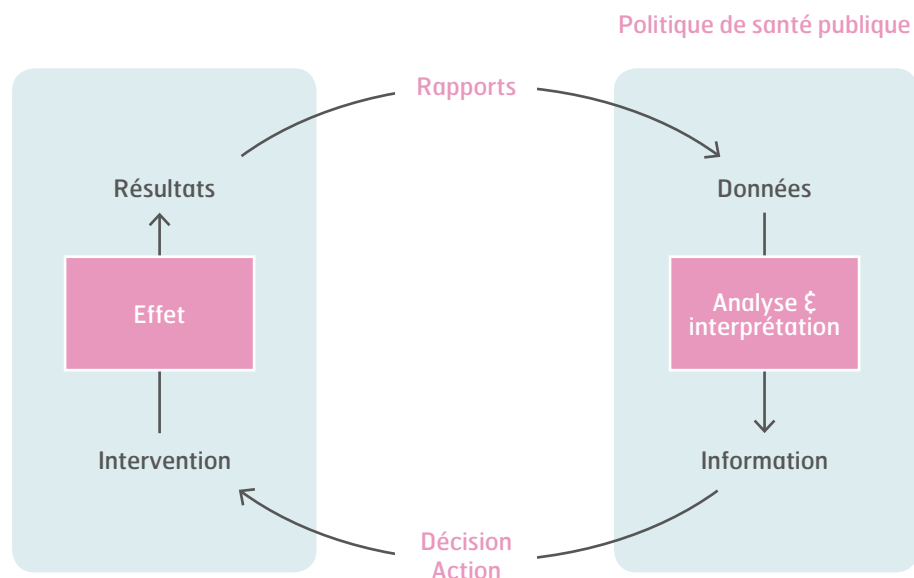 Politique de santé publique
Rapports
Résultats
Données
Effet
Analyse &
interprétation
Intervention
Information
Décision
Action